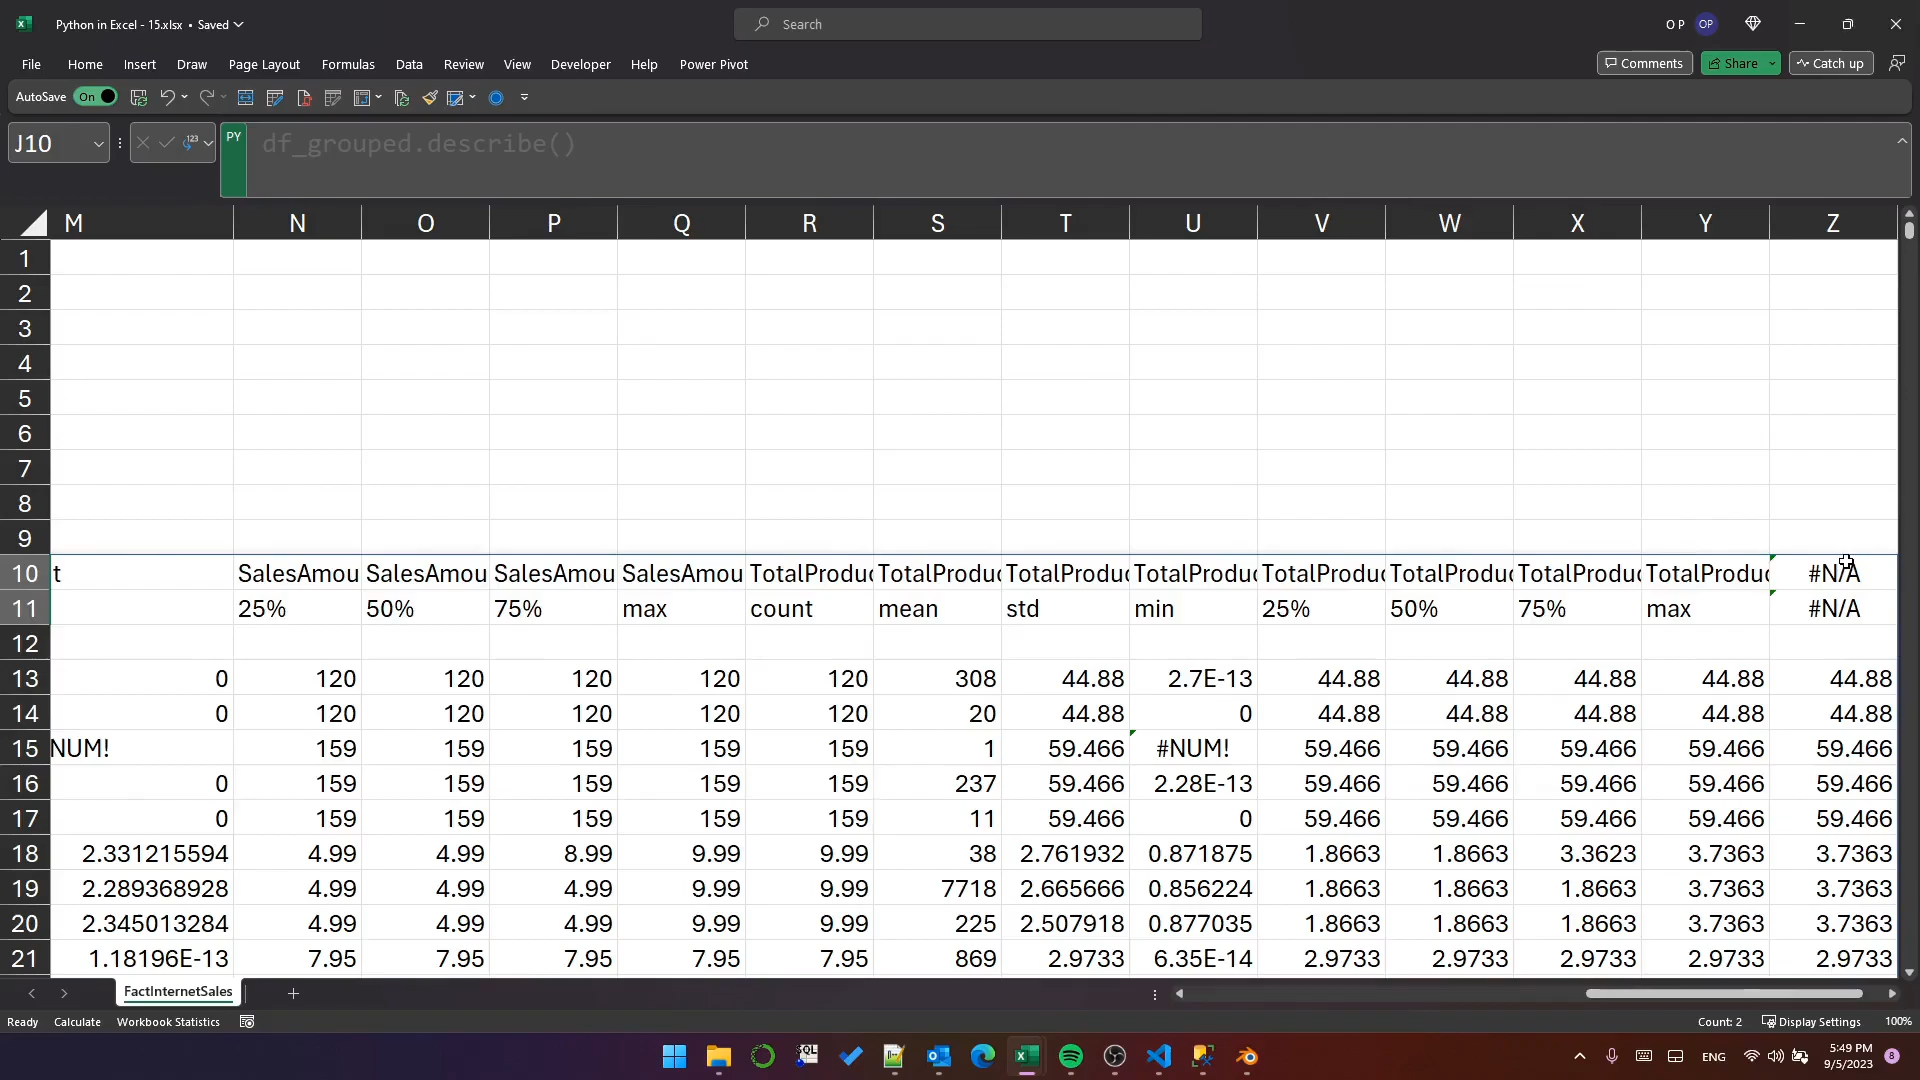 Python in Excel - 15.xlsx • Saved
Search
O P OP
File Home Insert Draw Page Layout Formulas Data Review View Developer Help Power Pivot
Comments Share Catch up
AutoSave On
J10 123 PY df_grouped.describe()
M N O P Q R S T U V W X Y Z
1
2
3
4
5
6
7
8
9
10 t SalesAmou SalesAmou SalesAmou SalesAmou TotalProduc TotalProduc TotalProduc TotalProduc TotalProduc TotalProduc TotalProduc TotalProduc #N/A
11 25% 50% 75% max count mean std min 25% 50% 75% max #N/A
12
13 0 120 120 120 120 120 308 44.88 2.7E-13 44.88 44.88 44.88 44.88 44.88
14 0 120 120 120 120 120 20 44.88 0 44.88 44.88 44.88 44.88 44.88
15 NUM! 159 159 159 159 159 1 59.466 #NUM! 59.466 59.466 59.466 59.466 59.466
16 0 159 159 159 159 159 237 59.466 2.28E-13 59.466 59.466 59.466 59.466 59.466
17 0 159 159 159 159 159 11 59.466 0 59.466 59.466 59.466 59.466 59.466
18 2.331215594 4.99 4.99 8.99 9.99 9.99 38 2.761932 0.871875 1.8663 1.8663 3.3623 3.7363 3.7363
19 2.289368928 4.99 4.99 4.99 9.99 9.99 7718 2.665666 0.856224 1.8663 1.8663 1.8663 3.7363 3.7363
20 2.345013284 4.99 4.99 4.99 9.99 9.99 225 2.507918 0.877035 1.8663 1.8663 1.8663 3.7363 3.7363
21 1.18196E-13 7.95 7.95 7.95 7.95 7.95 869 2.9733 6.35E-14 2.9733 2.9733 2.9733 2.9733 2.9733
FactInternetSales
Ready Calculate Workbook Statistics Count: 2 Display Settings 100%
SQL ENG 5:49 PM 8
9/5/2023